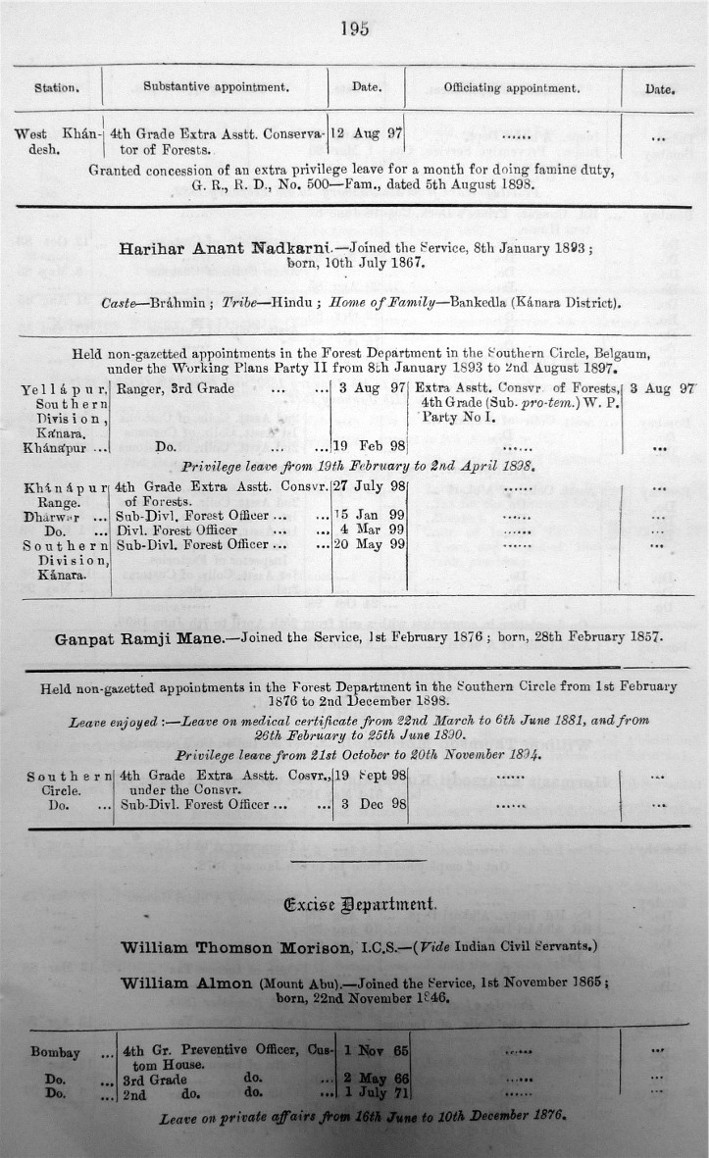 195
Station. Substantive appointment. Date. Officiating appointment. Date.
West Khán- 4th Grade Extra Asstt. Conserva- 12 Aug 97 ...... ...
desh. tor of Forests.
Granted concession of an extra privilege leave for a month for doing famine duty,
G. R., R. D., No. 500—Fam., dated 5th August 1898.
Harihar Anant Nadkarni.—Joined the Service, 8th January 1893 ;
born, 10th July 1867.
Caste—Bráhmin ; Tribe—Hindu ; Home of Family—Bankedla (Kánara District).
Held non-gazetted appointments in the Forest Department in the Southern Circle, Belgaum,
under the Working Plans Party II from 8th January 1893 to 2nd August 1897.
Yellápur, Ranger, 3rd Grade ... ... 3 Aug 97 Extra Asstt. Consvr. of Forests, 3 Aug 97
Southern 4th Grade (Sub. pro-tem.) W. P.
Division, Party No I.
Kánara.
Khánápur ... Do. ... ... 19 Feb 98 ...... ...
Privilege leave from 19th February to 2nd April 1898.
Khánápur 4th Grade Extra Asstt. Consvr. 27 July 98 ...... ...
Range. of Forests.
Dhárwár ... Sub-Divl. Forest Officer ... ... 15 Jan 99 ...... ...
Do. ... Divl. Forest Officer ... ... 4 Mar 99 ...... ...
Southern Sub-Divl. Forest Officer ... ... 20 May 99 ...... ...
Division,
Kánara.
Ganpat Ramji Mane.—Joined the Service, 1st February 1876 ; born, 28th February 1857.
Held non-gazetted appointments in the Forest Department in the Southern Circle from 1st February
1876 to 2nd December 1898.
Leave enjoyed :—Leave on medical certificate from 22nd March to 6th June 1881, and from
26th February to 25th June 1890.
Privilege leave from 21st October to 20th November 1894.
Southern 4th Grade Extra Asstt. Cosvr., 19 Sept 98 ...... ...
Circle. under the Consvr.
Do. ... Sub-Divl. Forest Officer ... ... 3 Dec 98 ...... ...
Excise Department.
William Thomson Morison, I.C.S.—(Vide Indian Civil Servants.)
William Almon (Mount Abu).—Joined the Service, 1st November 1865 ;
born, 22nd November 1846.
Bombay ... 4th Gr. Preventive Officer, Cus- 1 Nov 65 ...... ...
tom House.
Do. ... 3rd Grade do. ... 2 May 66 ...... ...
Do. ... 2nd do. do. ... 1 July 71 ...... ...
Leave on private affairs from 16th June to 10th December 1876.